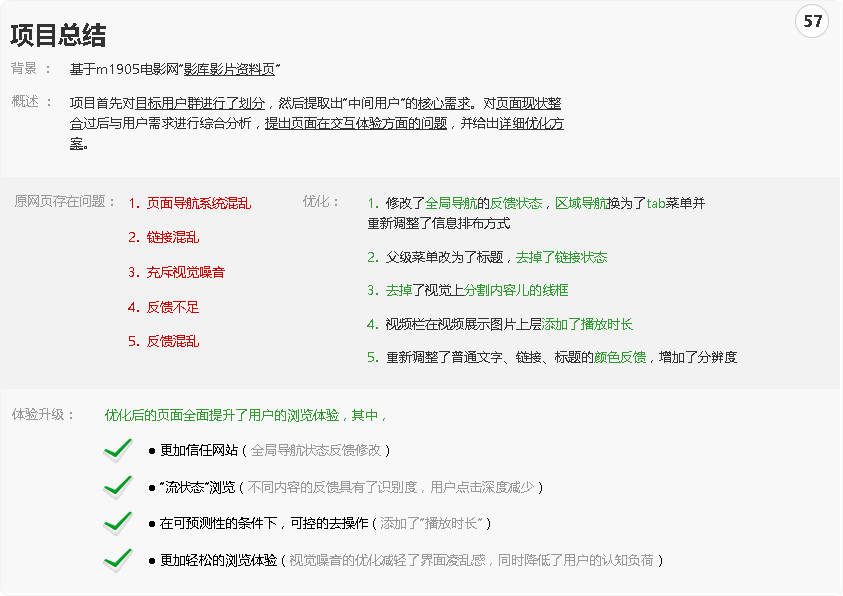 57
项目总结
背景 ： 基于m1905电影网“影库影片资料页”
概述 ： 项目首先对目标用户群进行了划分，然后提取出“中间用户”的核心需求。对页面现状整
合过后与用户需求进行综合分析，提出页面在交互体验方面的问题，并给出详细优化方
案。
原网页存在问题：
1. 页面导航系统混乱
2. 链接混乱
3. 充斥视觉噪音
4. 反馈不足
5. 反馈混乱
优化：
1. 修改了全局导航的反馈状态，区域导航换为了tab菜单并
重新调整了信息排布方式
2. 父级菜单改为了标题，去掉了链接状态
3. 去掉了视觉上分割内容儿的线框
4. 视频栏在视频展示图片上层添加了播放时长
5. 重新调整了普通文字、链接、标题的颜色反馈，增加了分辨度
体验升级： 优化后的页面全面提升了用户的浏览体验，其中，
● 更加信任网站（全局导航状态反馈修改）
● “流状态”浏览（不同内容的反馈具有了识别度，用户点击深度减少）
● 在可预测性的条件下，可控的去操作（添加了“播放时长”）
● 更加轻松的浏览体验（视觉噪音的优化减轻了界面凌乱感，同时降低了用户的认知负荷）